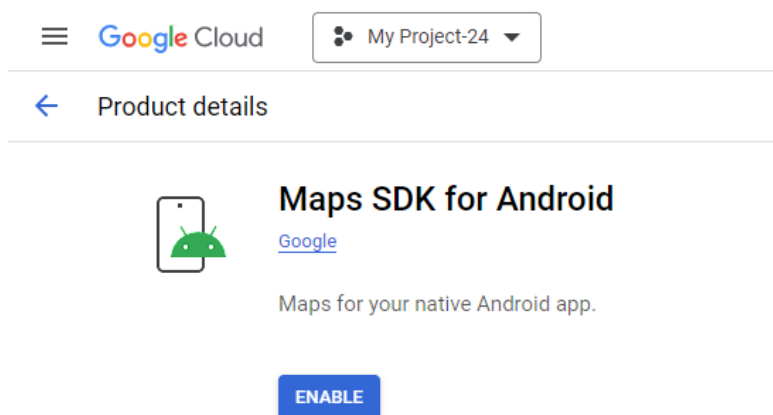 Google Cloud My Project-24
Product details
Maps SDK for Android
Google
Maps for your native Android app.
ENABLE